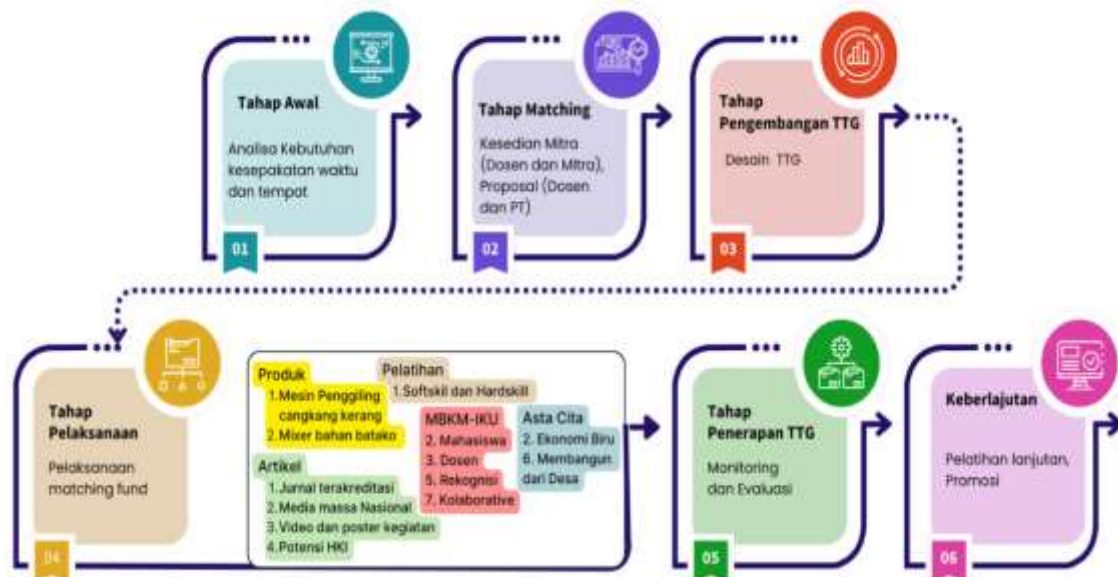 Tahap Awal
Analisa Kebutuhan
kesepakatan waktu
dan tempat
01
Tahap Matching
Kesedian Mitra
(Dosen dan Mitra),
Proposal (Dosen
dan PT)
02
Tahap
Pengembangan TTG
Desain TTG
03
Tahap
Pelaksanaan
Pelaksanaan
matching fund
04
Produk
1. Mesin Penggiling
cangkang kerang
2. Mixer bahan batako
Artikel
1. Jurnal terakreditasi
2. Media massa Nasional
3. Video dan poster kegiatan
4. Potensi HKI
Pelatihan
1. Softskil dan Hardskill
MBKM-IKU
2. Mahasiswa
3. Dosen
5. Rekognisi
7. Kolaborative
Asta Cita
2. Ekonomi Biru
6. Membangun
dari Desa
Tahap
Penerapan TTG
Monitoring
dan Evaluasi
05
Keberlajutan
Pelatihan lanjutan,
Promosi
06